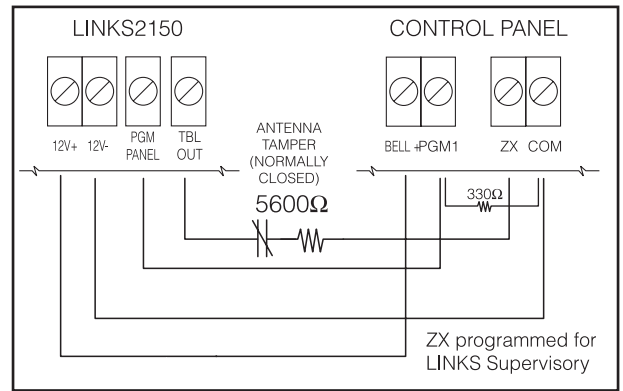 LINKS2150
CONTROL PANEL
12V+ 12V- PGM PANEL TBL OUT
ANTENNA
TAMPER
(NORMALLY
CLOSED)
5600Ω
BELL +PGM1 ZX COM
330Ω
ZX programmed for
LINKS Supervisory